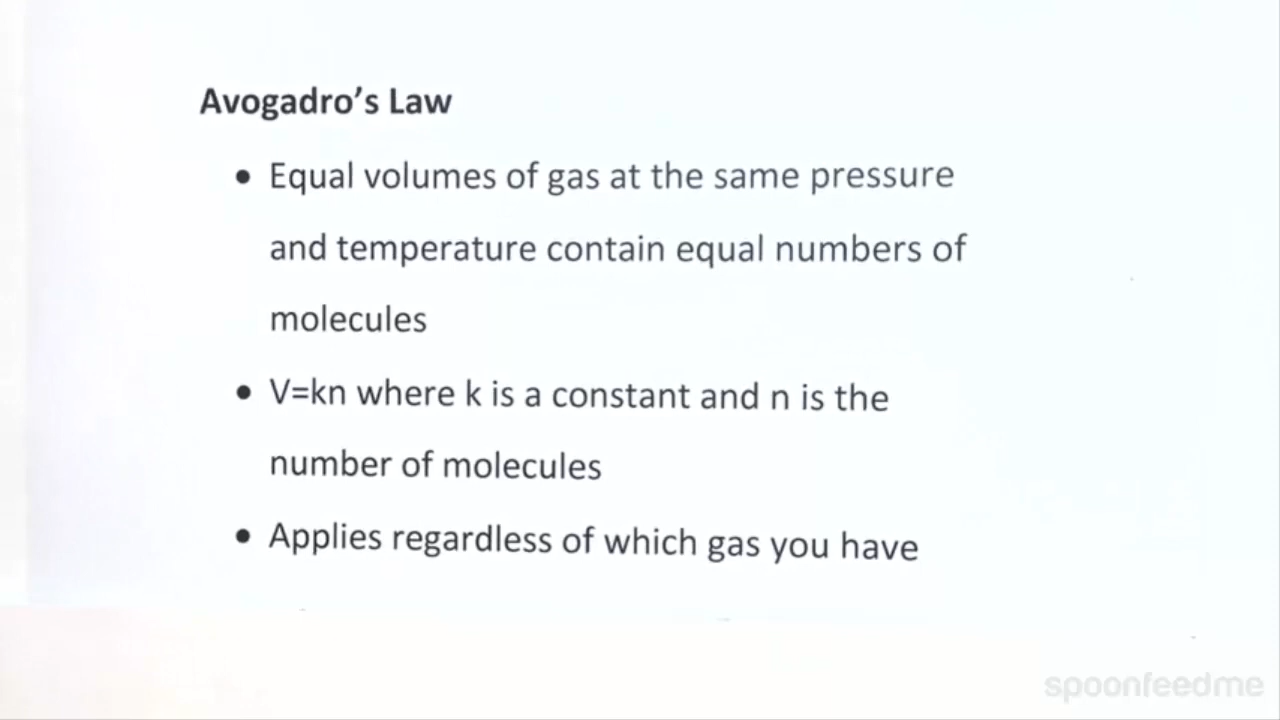 Avogadro’s Law
• Equal volumes of gas at the same pressure
and temperature contain equal numbers of
molecules
• V=kn where k is a constant and n is the
number of molecules
• Applies regardless of which gas you have
spoonfeedme